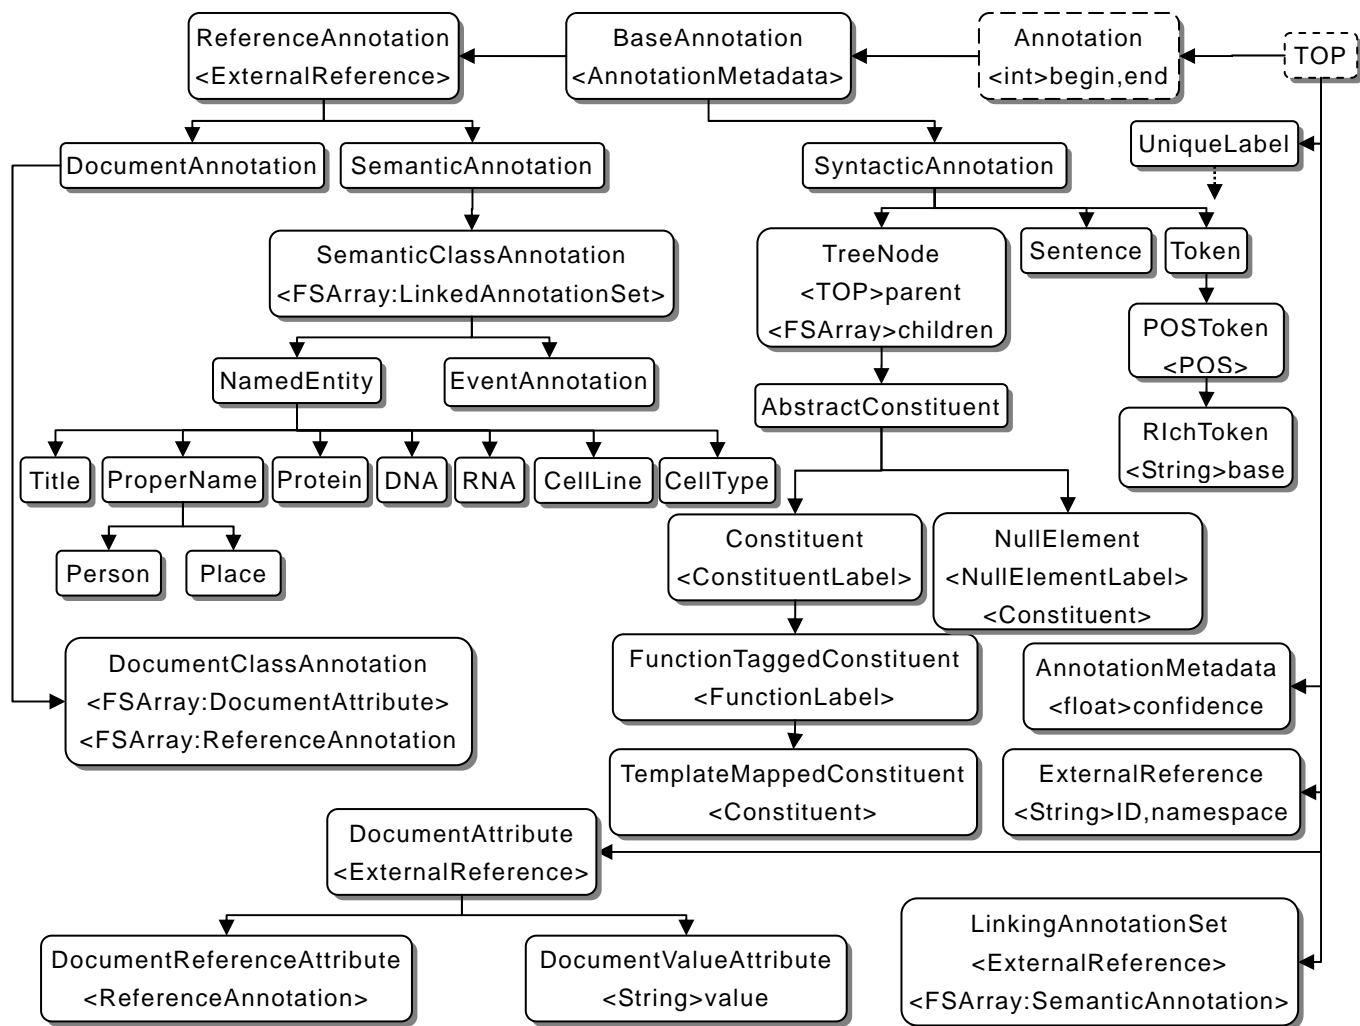 ReferenceAnnotation
<ExternalReference>
BaseAnnotation
<AnnotationMetadata>
Annotation
<int>begin,end
TOP
DocumentAnnotation
SemanticAnnotation
SyntacticAnnotation
UniqueLabel
SemanticClassAnnotation
<FSArray:LinkedAnnotationSet>
TreeNode
<TOP>parent
<FSArray>children
Sentence
Token
POSToken
<POS>
NamedEntity
EventAnnotation
AbstractConstituent
RIchToken
<String>base
Title
ProperName
Protein
DNA
RNA
CellLine
CellType
Person
Place
Constituent
<ConstituentLabel>
NullElement
<NullElementLabel>
<Constituent>
DocumentClassAnnotation
<FSArray:DocumentAttribute>
<FSArray:ReferenceAnnotation
FunctionTaggedConstituent
<FunctionLabel>
AnnotationMetadata
<float>confidence
TemplateMappedConstituent
<Constituent>
ExternalReference
<String>ID,namespace
DocumentAttribute
<ExternalReference>
DocumentReferenceAttribute
<ReferenceAnnotation>
DocumentValueAttribute
<String>value
LinkingAnnotationSet
<ExternalReference>
<FSArray:SemanticAnnotation>